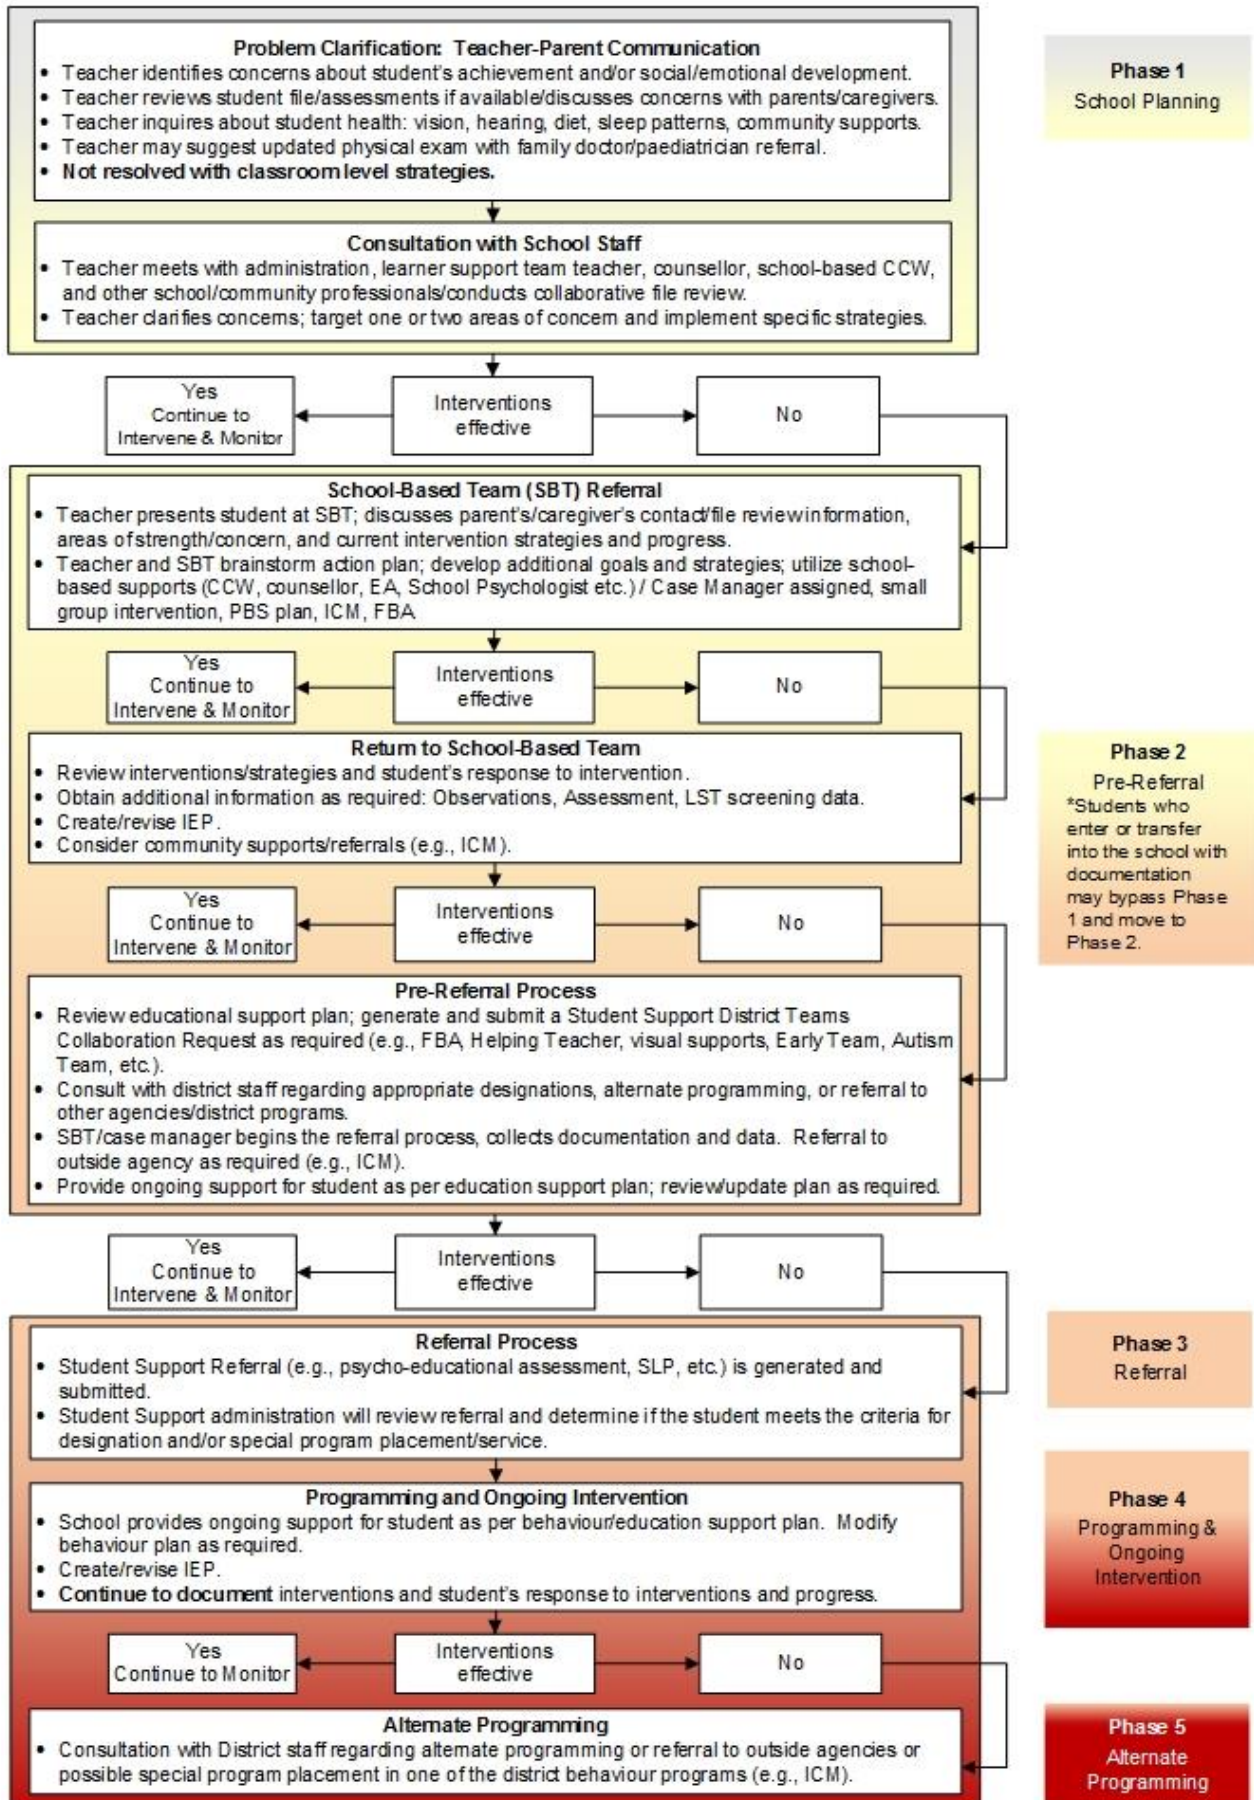 Problem Clarification: Teacher-Parent Communication
• Teacher identifies concerns about student's achievement and/or social/emotional development.
• Teacher reviews student file/assessments if available/discusses concerns with parents/caregivers.
• Teacher inquires about student health: vision, hearing, diet, sleep patterns, community supports.
• Teacher may suggest updated physical exam with family doctor/paediatrician referral.
• Not resolved with classroom level strategies.
Phase 1
School Planning
Consultation with School Staff
• Teacher meets with administration, learner support team teacher, counsellor, school-based CCW,
and other school/community professionals/conducts collaborative file review.
• Teacher clarifies concerns; target one or two areas of concern and implement specific strategies.
Yes
Continue to
Intervene & Monitor
Interventions
effective
No
School-Based Team (SBT) Referral
• Teacher presents student at SBT; discusses parent's/caregiver's contact/file review information,
areas of strength/concern, and current intervention strategies and progress.
• Teacher and SBT brainstorm action plan; develop additional goals and strategies; utilize school-
based supports (CCW, counsellor, EA, School Psychologist etc.) / Case Manager assigned, small
group intervention, PBS plan, ICM, FBA
Yes
Continue to
Intervene & Monitor
Interventions
effective
No
Return to School-Based Team
• Review interventions/strategies and student's response to intervention.
• Obtain additional information as required: Observations, Assessment, LST screening data.
• Create/revise IEP.
• Consider community supports/referrals (e.g., ICM).
Phase 2
Pre-Referral
*Students who
enter or transfer
into the school with
documentation
may bypass Phase
1 and move to
Phase 2.
Yes
Continue to
Intervene & Monitor
Interventions
effective
No
Pre-Referral Process
• Review educational support plan; generate and submit a Student Support District Teams
Collaboration Request as required (e.g., FBA, Helping Teacher, visual supports, Early Team, Autism
Team, etc.).
• Consult with district staff regarding appropriate designations, alternate programming, or referral to
other agencies/district programs.
• SBT/case manager begins the referral process, collects documentation and data. Referral to
outside agency as required (e.g., ICM).
• Provide ongoing support for student as per education support plan; review/update plan as required.
Yes
Continue to
Intervene & Monitor
Interventions
effective
No
Referral Process
• Student Support Referral (e.g., psycho-educational assessment, SLP, etc.) is generated and
submitted.
• Student Support administration will review referral and determine if the student meets the criteria for
designation and/or special program placement/service.
Phase 3
Referral
Programming and Ongoing Intervention
• School provides ongoing support for student as per behaviour/education support plan. Modify
behaviour plan as required.
• Create/revise IEP.
• Continue to document interventions and student's response to interventions and progress.
Phase 4
Programming &
Ongoing
Intervention
Yes
Continue to Monitor
Interventions
effective
No
Alternate Programming
• Consultation with District staff regarding alternate programming or referral to outside agencies or
possible special program placement in one of the district behaviour programs (e.g., ICM).
Phase 5
Alternate
Programming